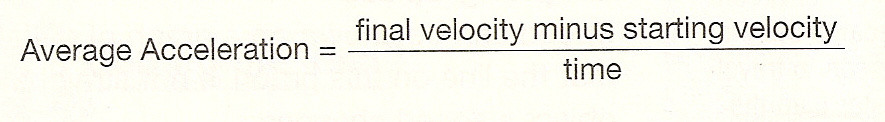 final velocity minus starting velocity
Average Acceleration =
time